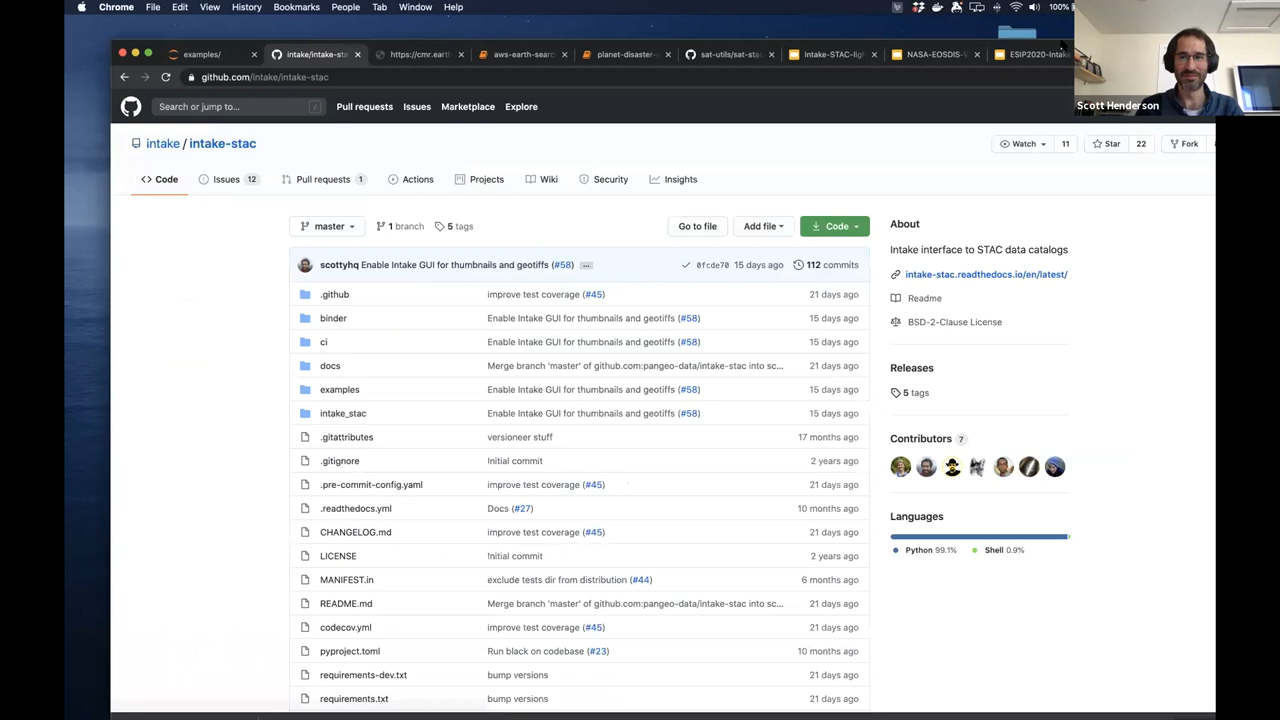 Chrome File Edit View History Bookmarks People Tab Window Help 100%
examples/ intake/intake-sta https://cmr.earth aws-earth-searc planet-disaster- sat-utils/sat-stac Intake-STAC-ligh NASA-EOSDIS- ESIP2020-Intak
github.com/intake/intake-stac
Search or jump to... / Pull requests Issues Marketplace Explore
Scott Henderson
intake / intake-stac
Watch 11 Star 22 Fork
Code Issues 12 Pull requests 1 Actions Projects Wiki Security Insights
master 1 branch 5 tags Go to file Add file Code
scottyhq Enable Intake GUI for thumbnails and geotiffs (#58) ... 0fcde70 15 days ago 112 commits
.github improve test coverage (#45) 21 days ago
binder Enable Intake GUI for thumbnails and geotiffs (#58) 15 days ago
ci Enable Intake GUI for thumbnails and geotiffs (#58) 15 days ago
docs Merge branch 'master' of github.com:pangeo-data/intake-stac into sc... 21 days ago
examples Enable Intake GUI for thumbnails and geotiffs (#58) 15 days ago
intake_stac Enable Intake GUI for thumbnails and geotiffs (#58) 15 days ago
.gitattributes versioneer stuff 17 months ago
.gitignore Initial commit 2 years ago
.pre-commit-config.yaml improve test coverage (#45) 21 days ago
.readthedocs.yml Docs (#27) 10 months ago
CHANGELOG.md improve test coverage (#45) 21 days ago
LICENSE Initial commit 2 years ago
MANIFEST.in exclude tests dir from distribution (#44) 6 months ago
README.md Merge branch 'master' of github.com:pangeo-data/intake-stac into sc... 21 days ago
codecov.yml improve test coverage (#45) 21 days ago
pyproject.toml Run black on codebase (#23) 10 months ago
requirements-dev.txt bump versions 21 days ago
requirements.txt bump versions 21 days ago
About
Intake interface to STAC data catalogs
intake-stac.readthedocs.io/en/latest/
Readme
BSD-2-Clause License
Releases
5 tags
Contributors 7
Languages
Python 99.1% Shell 0.9%